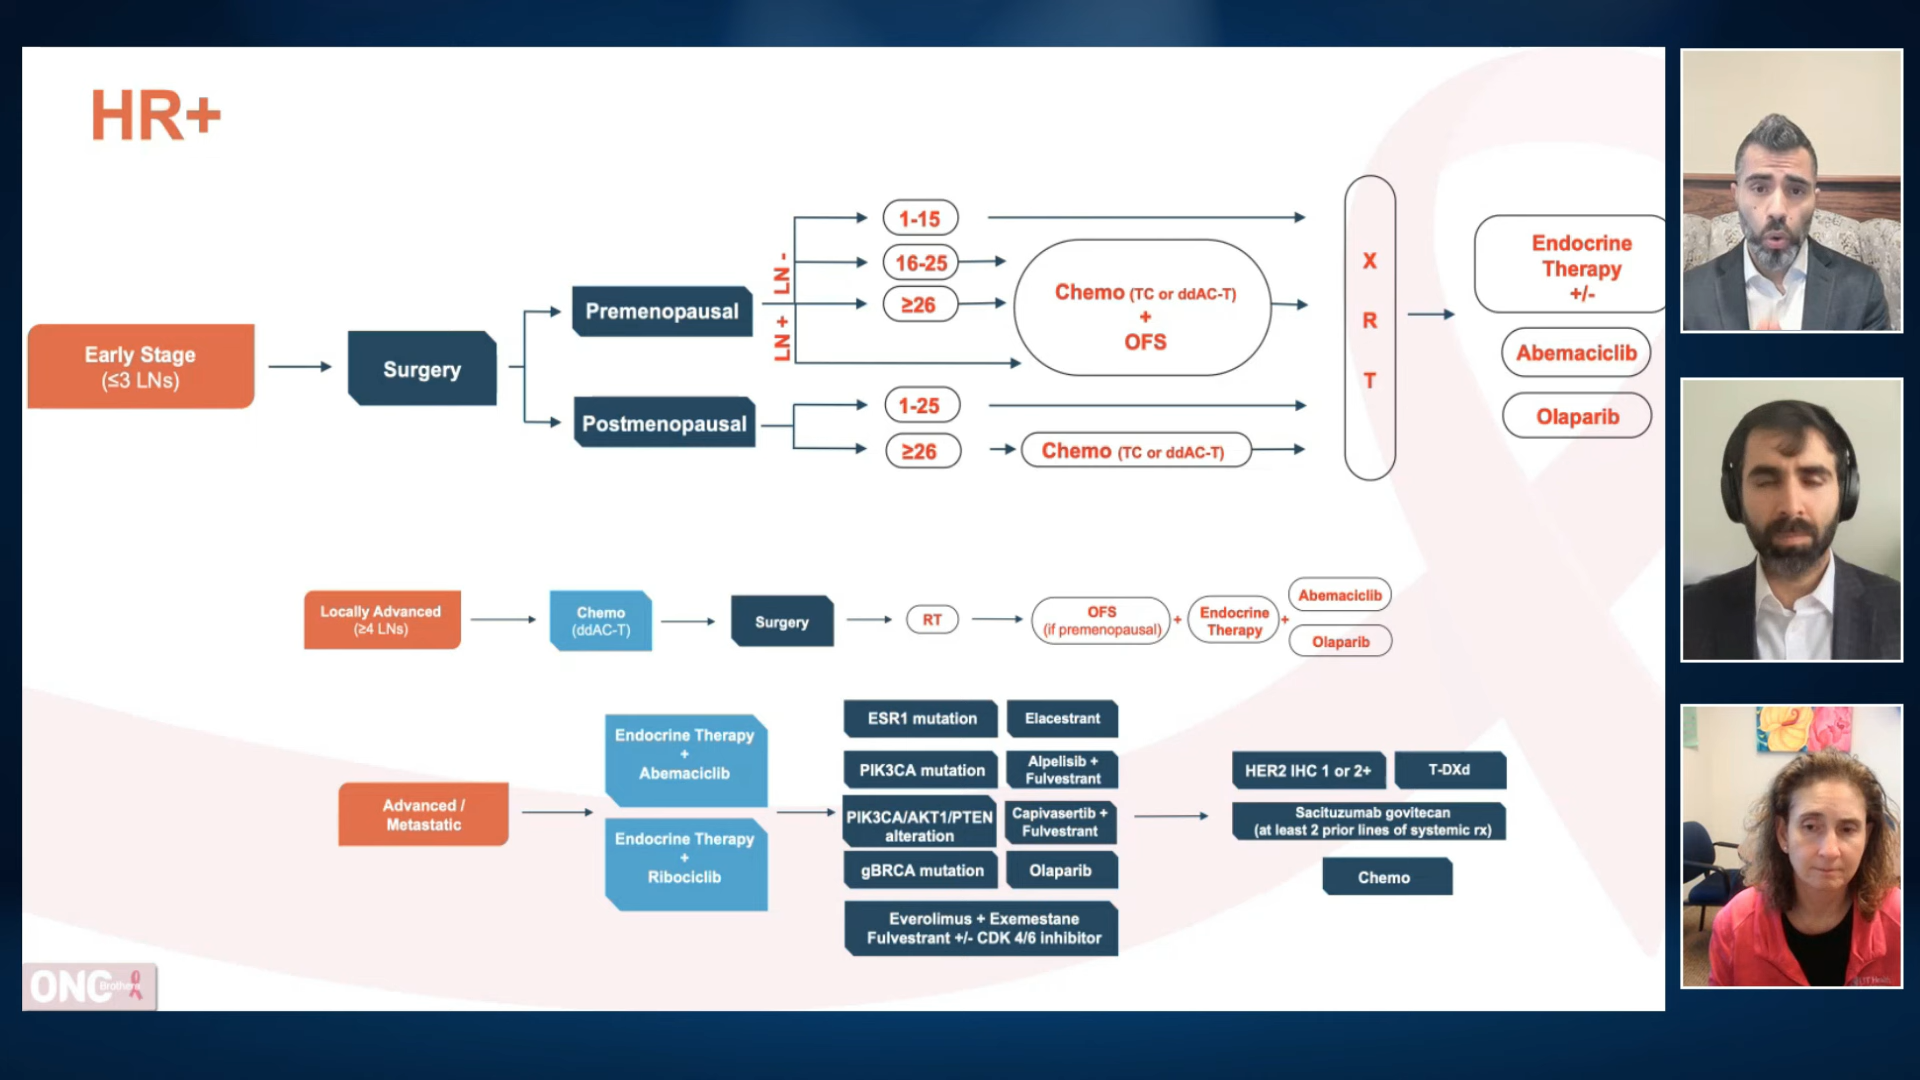 HR+
Early Stage
(≤3 LNs)
Surgery
Premenopausal
Postmenopausal
LN -
LN +
1-15
16-25
≥26
Chemo (TC or ddAC-T)
+
OFS
1-25
≥26
Chemo (TC or ddAC-T)
X
R
T
Endocrine
Therapy
+/-
Abemaciclib
Olaparib
Locally Advanced
(≥4 LNs)
Chemo
(ddAC-T)
Surgery
RT
OFS
(if premenopausal)
+
Endocrine
Therapy
+
Abemaciclib
Olaparib
Advanced /
Metastatic
Endocrine Therapy
+
Abemaciclib
Endocrine Therapy
+
Ribociclib
ESR1 mutation
Elacestrant
PIK3CA mutation
Alpelisib +
Fulvestrant
PIK3CA/AKT1/PTEN
alteration
Capivasertib +
Fulvestrant
gBRCA mutation
Olaparib
Everolimus + Exemestane
Fulvestrant +/- CDK 4/6 inhibitor
HER2 IHC 1 or 2+
T-DXd
Sacituzumab govitecan
(at least 2 prior lines of systemic rx)
Chemo
ONC
Brothers